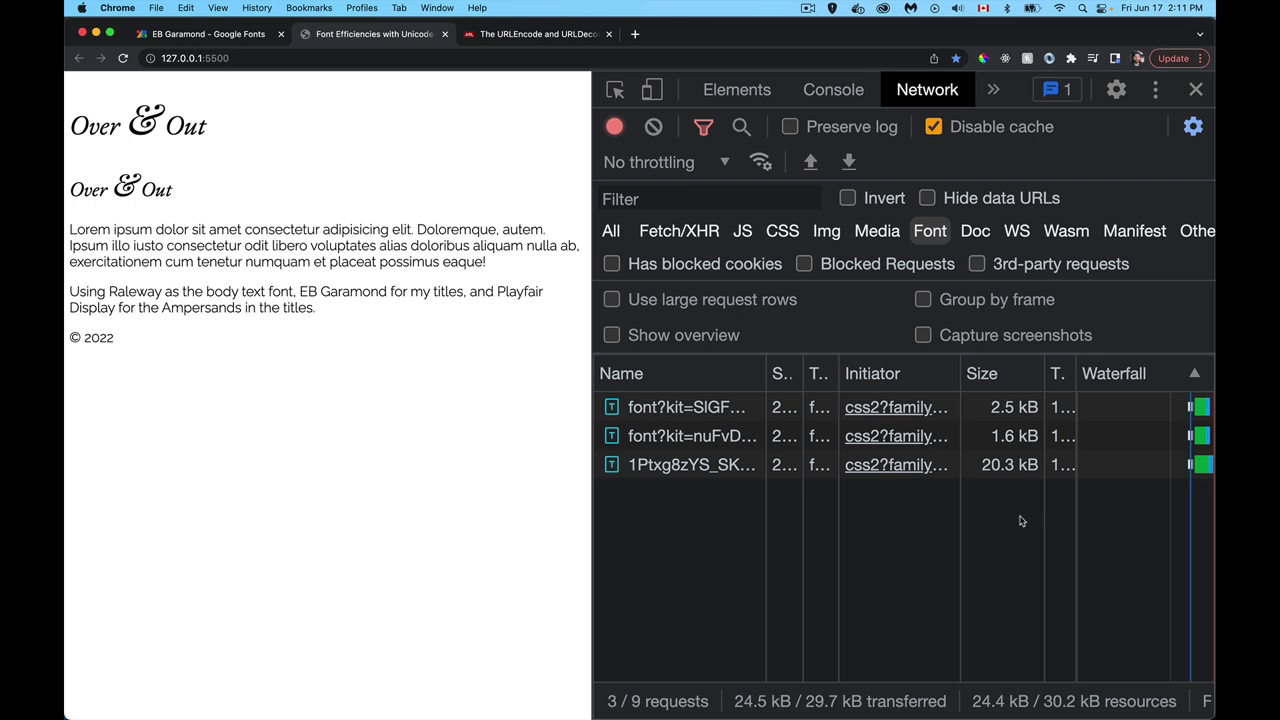 Chrome File Edit View History Bookmarks Profiles Tab Window Help Fri Jun 17 2:11 PM
EB Garamond - Google Fonts Font Efficiencies with Unicode The URLEncode and URLDeco
127.0.0.1:5500 Update
Over & Out
Over & Out
Lorem ipsum dolor sit amet consectetur adipisicing elit. Doloremque, autem.
Ipsum illo iusto consectetur odit libero voluptates alias doloribus aliquam nulla ab,
exercitationem cum tenetur numquam et placeat possimus eaque!
Using Raleway as the body text font, EB Garamond for my titles, and Playfair
Display for the Ampersands in the titles.
© 2022
Elements Console Network 1
Preserve log Disable cache
No throttling
Filter Invert Hide data URLs
All Fetch/XHR JS CSS Img Media Font Doc WS Wasm Manifest Othe
Has blocked cookies Blocked Requests 3rd-party requests
Use large request rows Group by frame
Show overview Capture screenshots
Name S.. T.. Initiator Size T. Waterfall
font?kit=SlGF... 2... f... css2?family... 2.5 kB 1...
font?kit=nuFvD... 2... f... css2?family... 1.6 kB 1...
1Ptxg8zYS_SK... 2... f... css2?family... 20.3 kB 1...
3 / 9 requests 24.5 kB / 29.7 kB transferred 24.4 kB / 30.2 kB resources F